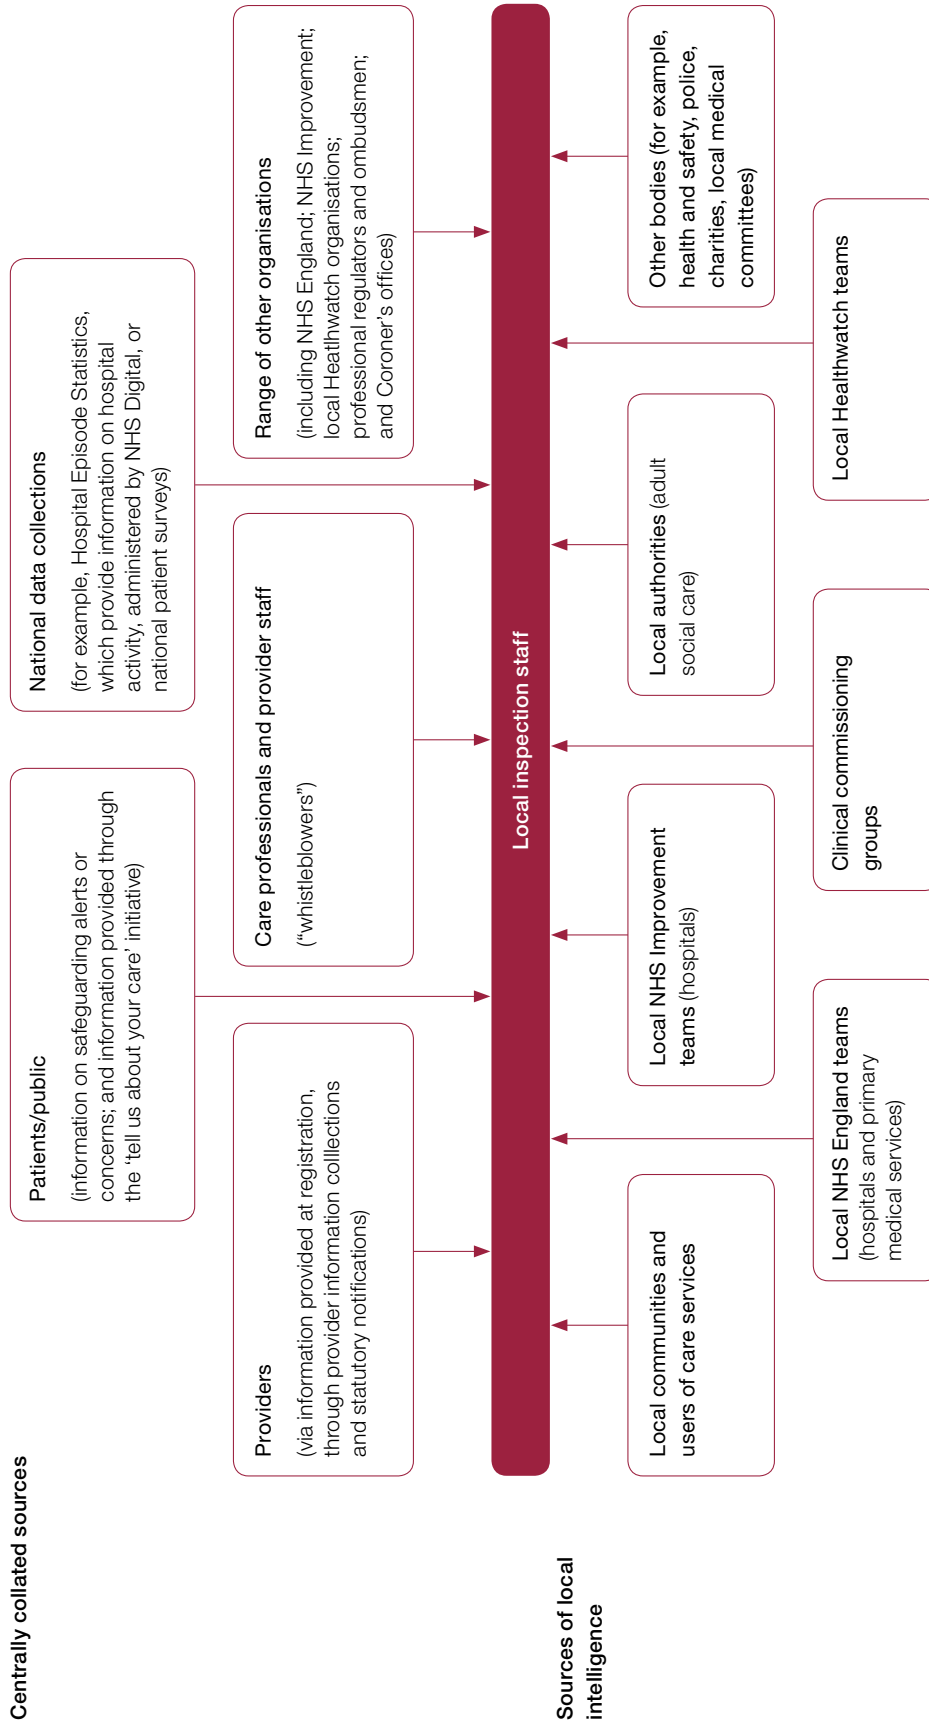 Centrally collated sources
Patients/public
(information on safeguarding alerts or
concerns; and information provided through
the ‘tell us about your care’ initiative)
National data collections
(for example, Hospital Episode Statistics,
which provide information on hospital
activity, administered by NHS Digital, or
national patient surveys)
Providers
(via information provided at registration,
through provider information colllections
and statutory notifications)
Care professionals and provider staff
(“whistleblowers”)
Range of other organisations
(including NHS England; NHS Improvement;
local Heatlhwatch organisations;
professional regulators and ombudsmen;
and Coroner’s offices)
Local inspection staff
Sources of local
intelligence
Local communities and
users of care services
Local NHS Improvement
teams (hospitals)
Local authorities (adult
social care)
Other bodies (for example,
health and safety, police,
charities, local medical
committees)
Local NHS England teams
(hospitals and primary
medical services)
Clinical commissioning
groups
Local Healthwatch teams